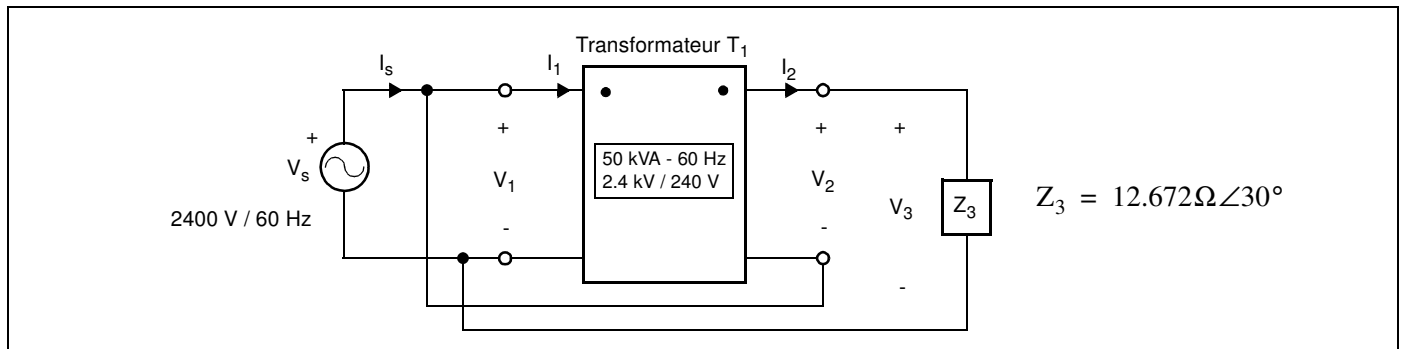 Transformateur T1
Is
I1
I2
+
Vs
2400 V / 60 Hz
+
V1
-
50 kVA - 60 Hz
2.4 kV / 240 V
+
V2
-
+
V3
-
Z3
Z3 = 12.672Ω∠30°